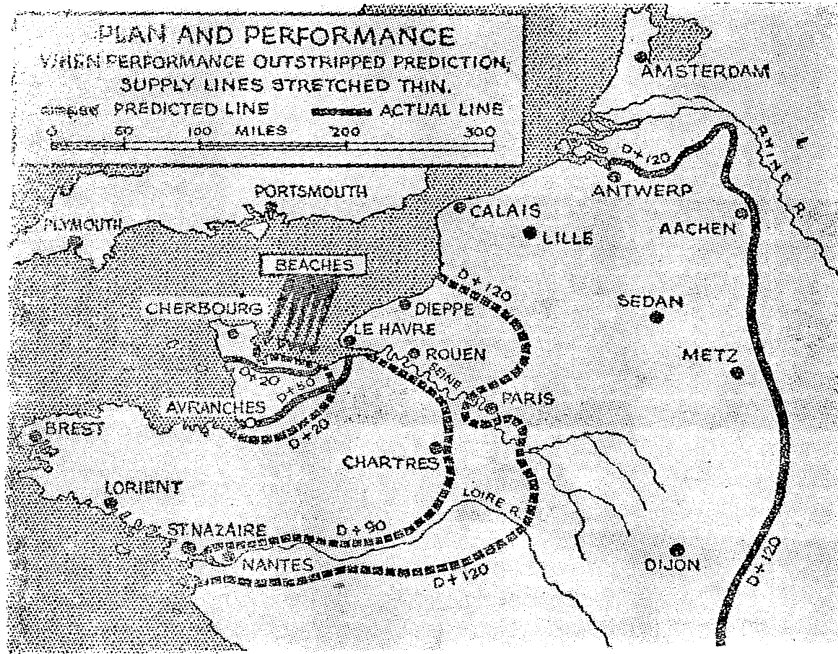 PLAN AND PERFORMANCE
WHEN PERFORMANCE OUTSTRIPPED PREDICTION,
SUPPLY LINES STRETCHED THIN.
PREDICTED LINE ACTUAL LINE
0 50 100 MILES 200 300
AMSTERDAM
RHINE R.
D+120
ANTWERP
PORTSMOUTH
PLYMOUTH
CALAIS
LILLE
AACHEN
BEACHES
D+120
CHERBOURG
DIEPPE
SEDAN
LE HAVRE
ROUEN
SEINE
METZ
D+20
D+50
PARIS
AVRANCHES
D+20
BREST
CHARTRES
LORIENT
LOIRE R.
ST. NAZAIRE
D+90
NANTES
D+120
DIJON
D+120